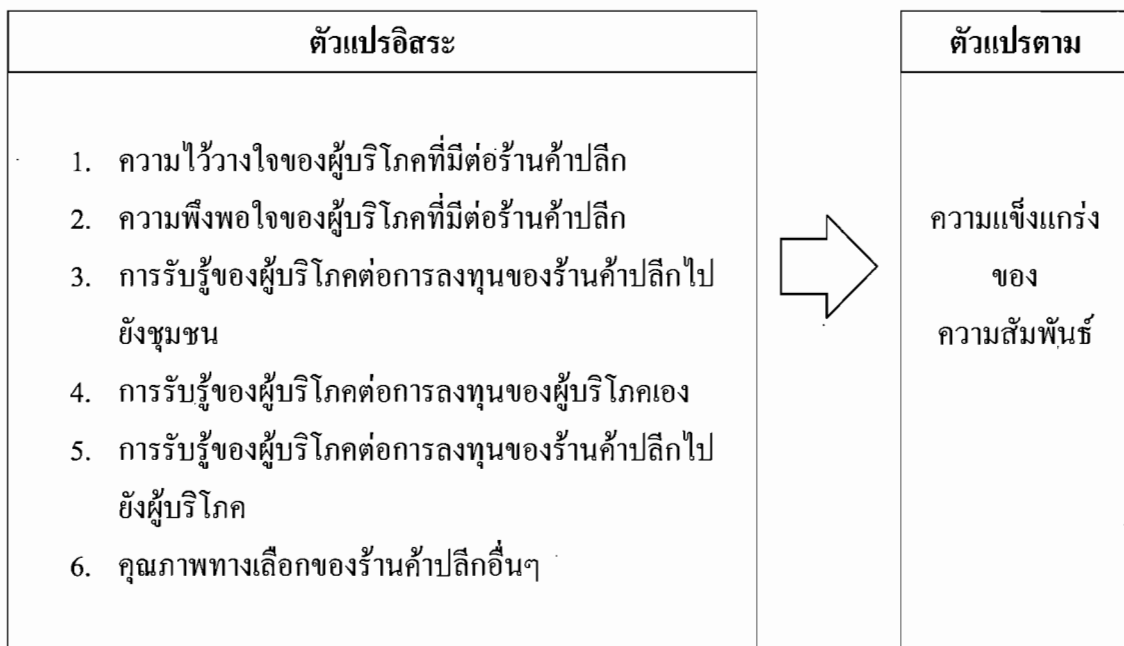 ตัวแปรอิสระ
1. ความไว้วางใจของผู้บริโภคที่มีต่อร้านค้าปลีก
2. ความพึงพอใจของผู้บริโภคที่มีต่อร้านค้าปลีก
3. การรับรู้ของผู้บริโภคต่อการลงทุนของร้านค้าปลีกไป
ยังชุมชน
4. การรับรู้ของผู้บริโภคต่อการลงทุนของผู้บริโภคเอง
5. การรับรู้ของผู้บริโภคต่อการลงทุนของร้านค้าปลีกไป
ยังผู้บริโภค
6. คุณภาพทางเลือกของร้านค้าปลีกอื่นๆ
ตัวแปรตาม
ความแข็งแกร่ง
ของ
ความสัมพันธ์